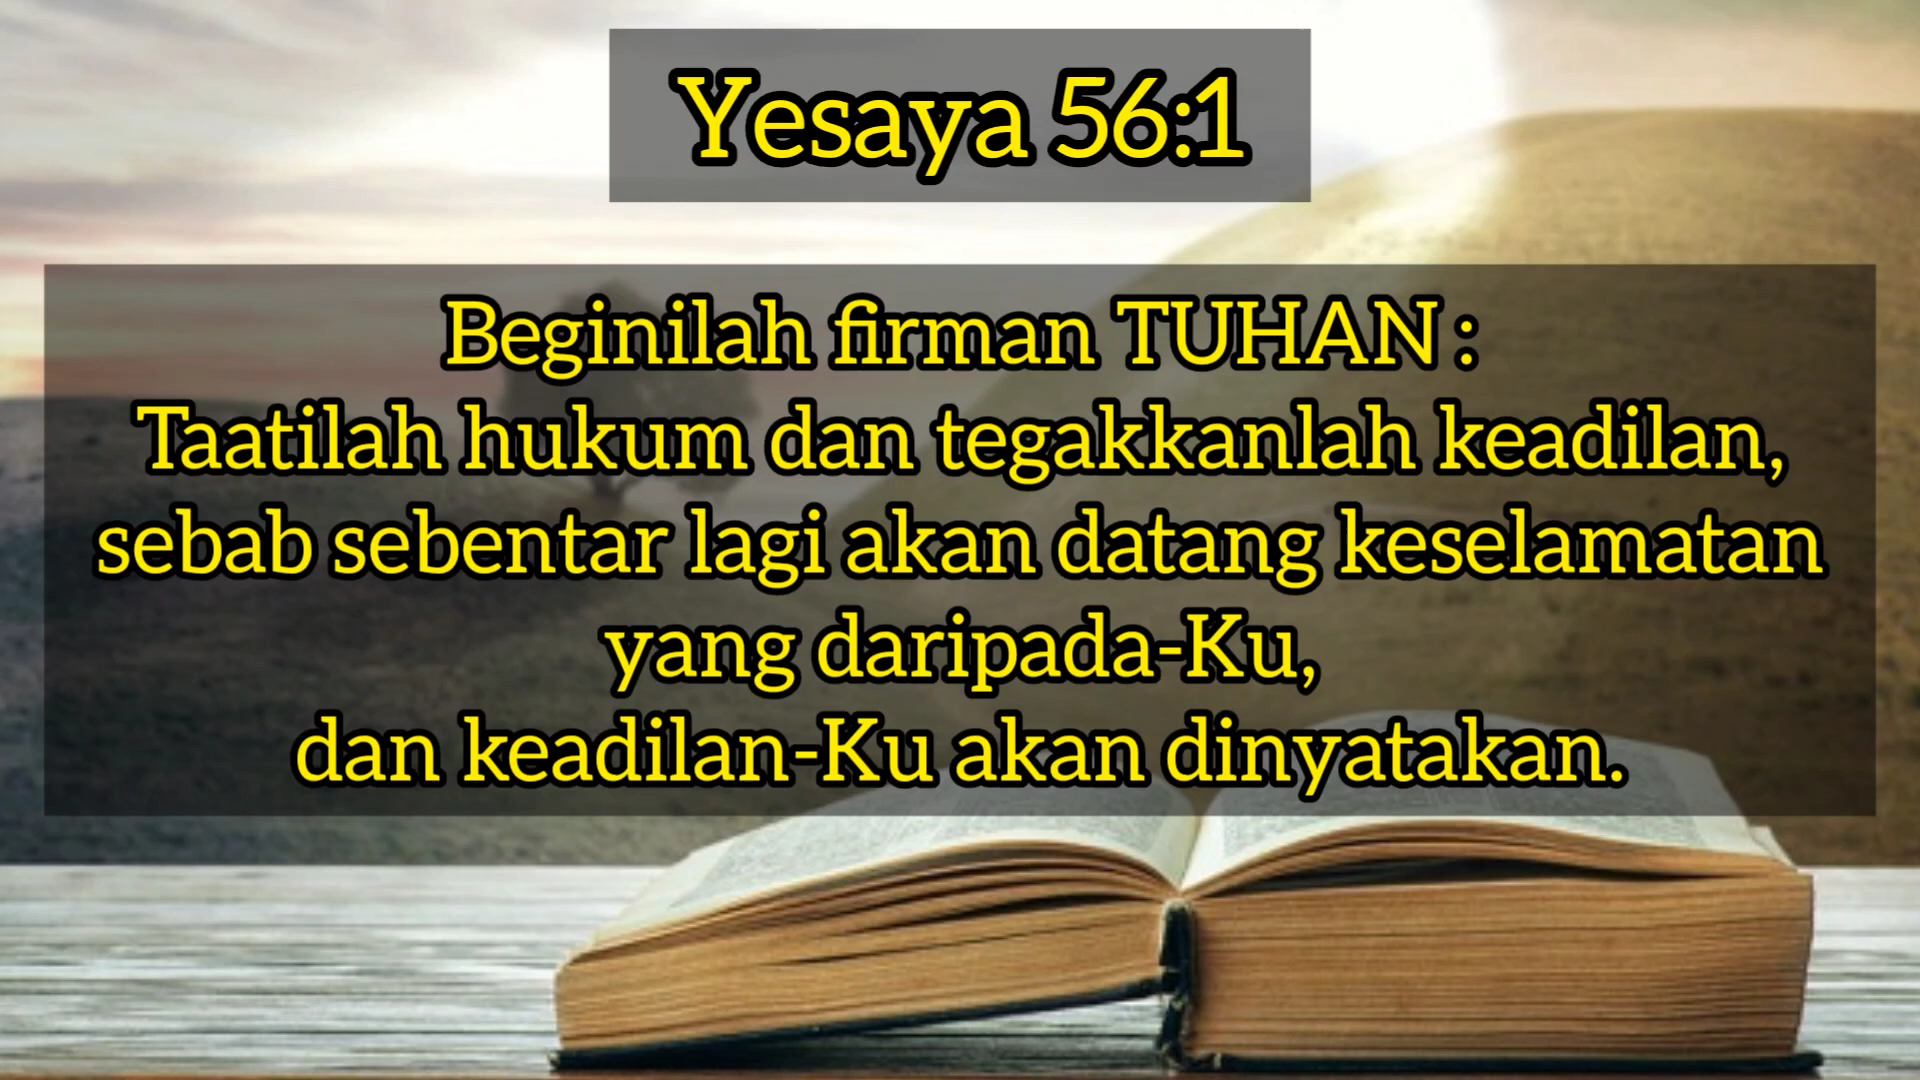 Yesaya 56:1
Beginilah firman TUHAN :
Taatilah hukum dan tegakkanlah keadilan,
sebab sebentar lagi akan datang keselamatan
yang daripada-Ku,
dan keadilan-Ku akan dinyatakan.